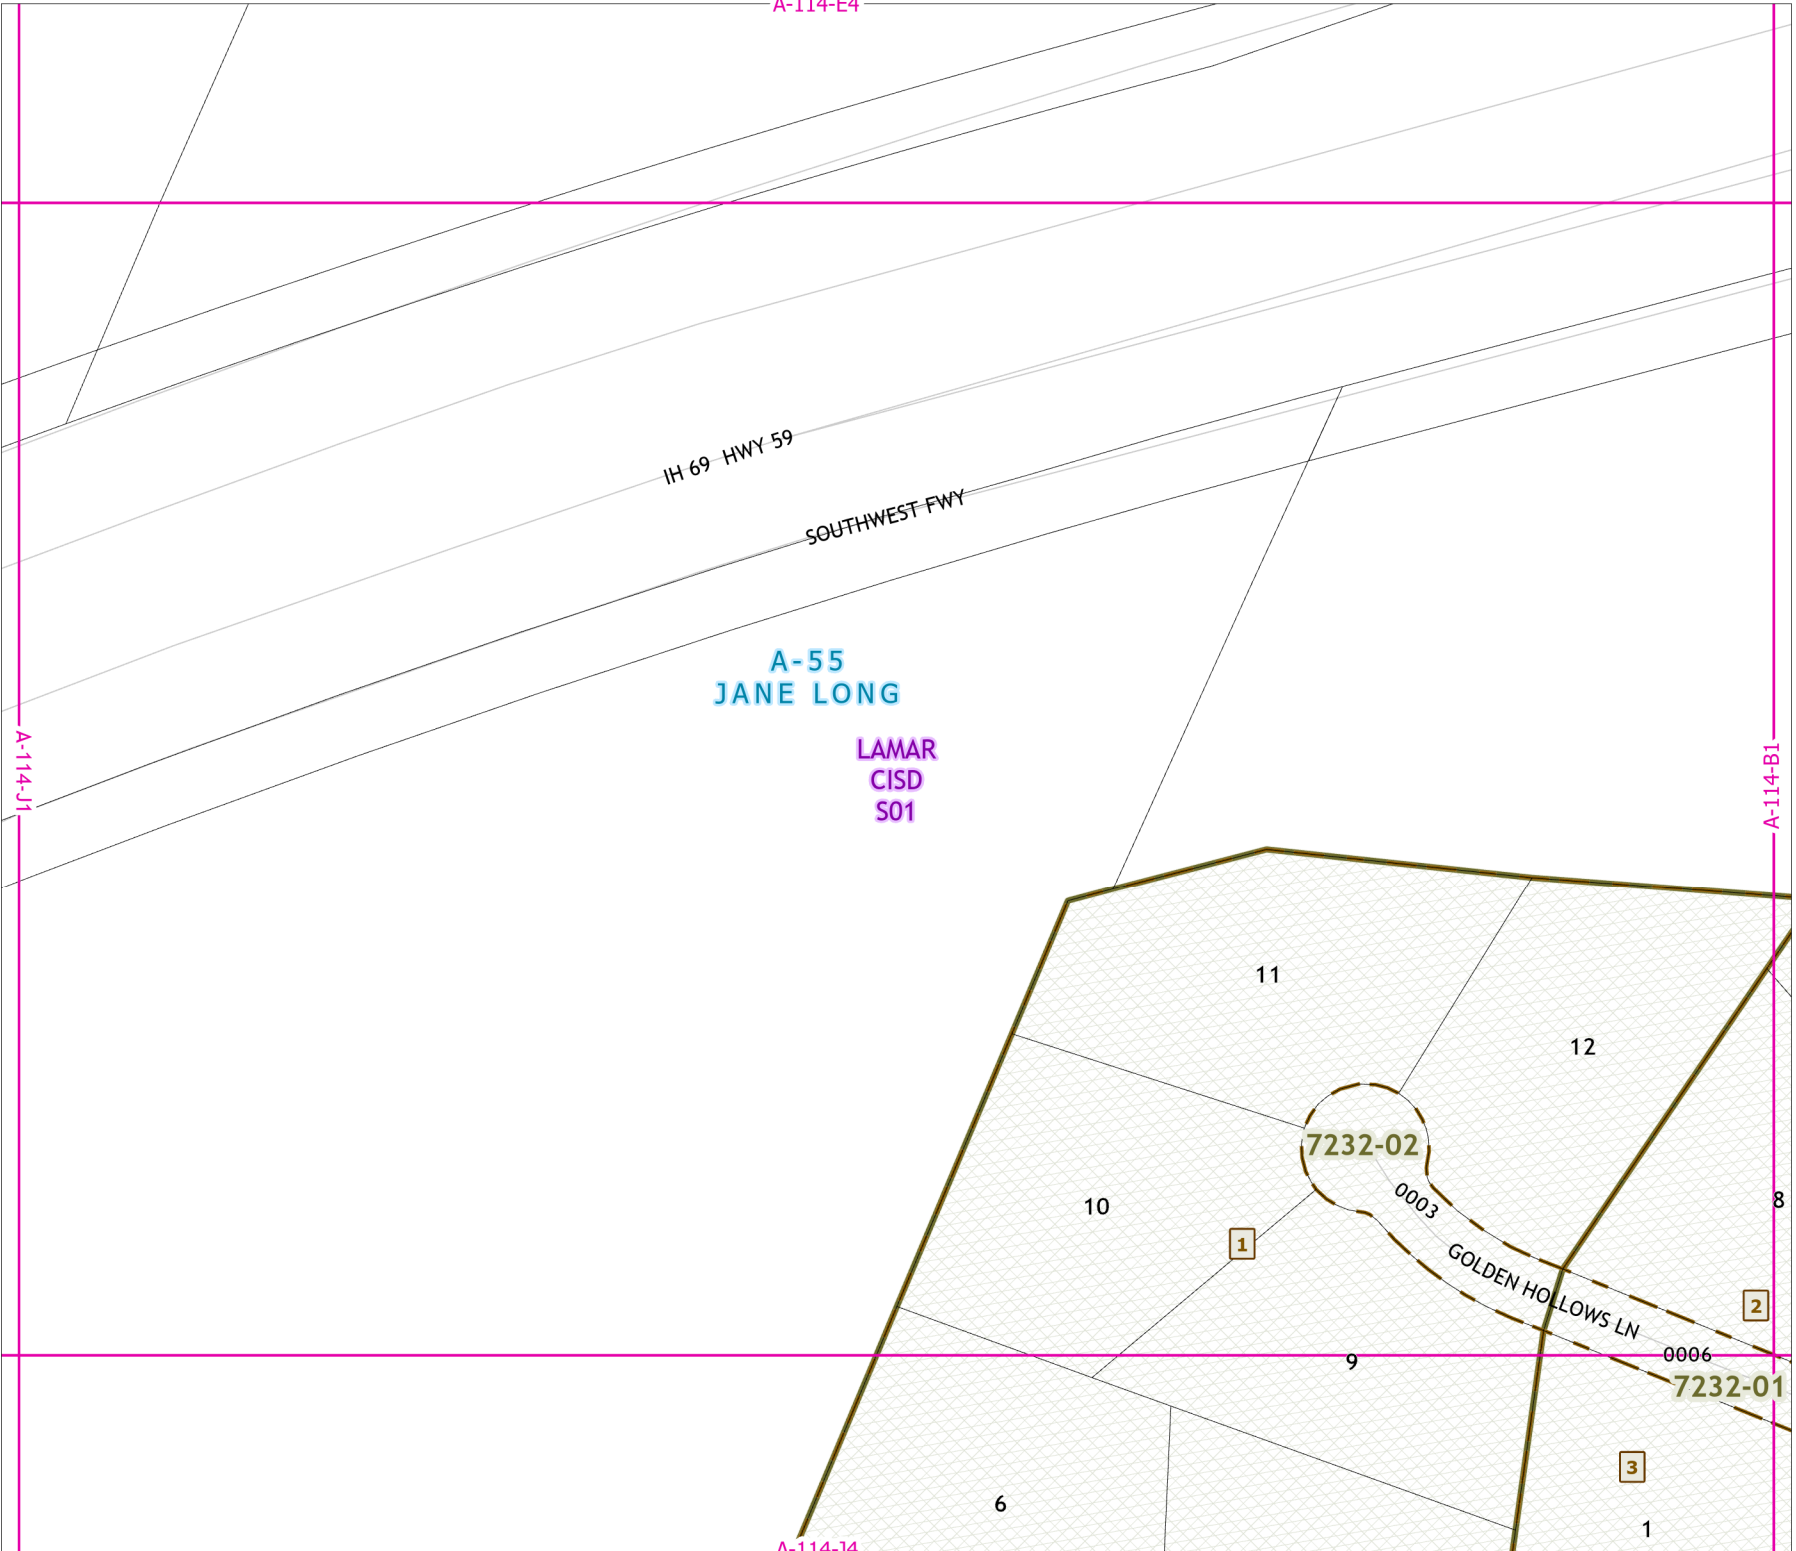 A-114-E4
IH 69 HWY 59
SOUTHWEST FWY
A-55
JANE LONG
LAMAR
CISD
S01
A-114-J1
A-114-B1
11
12
7232-02
10
0003
8
1
GOLDEN HOLLOWS LN
2
0006
9
7232-01
3
6
1
A-114-J4